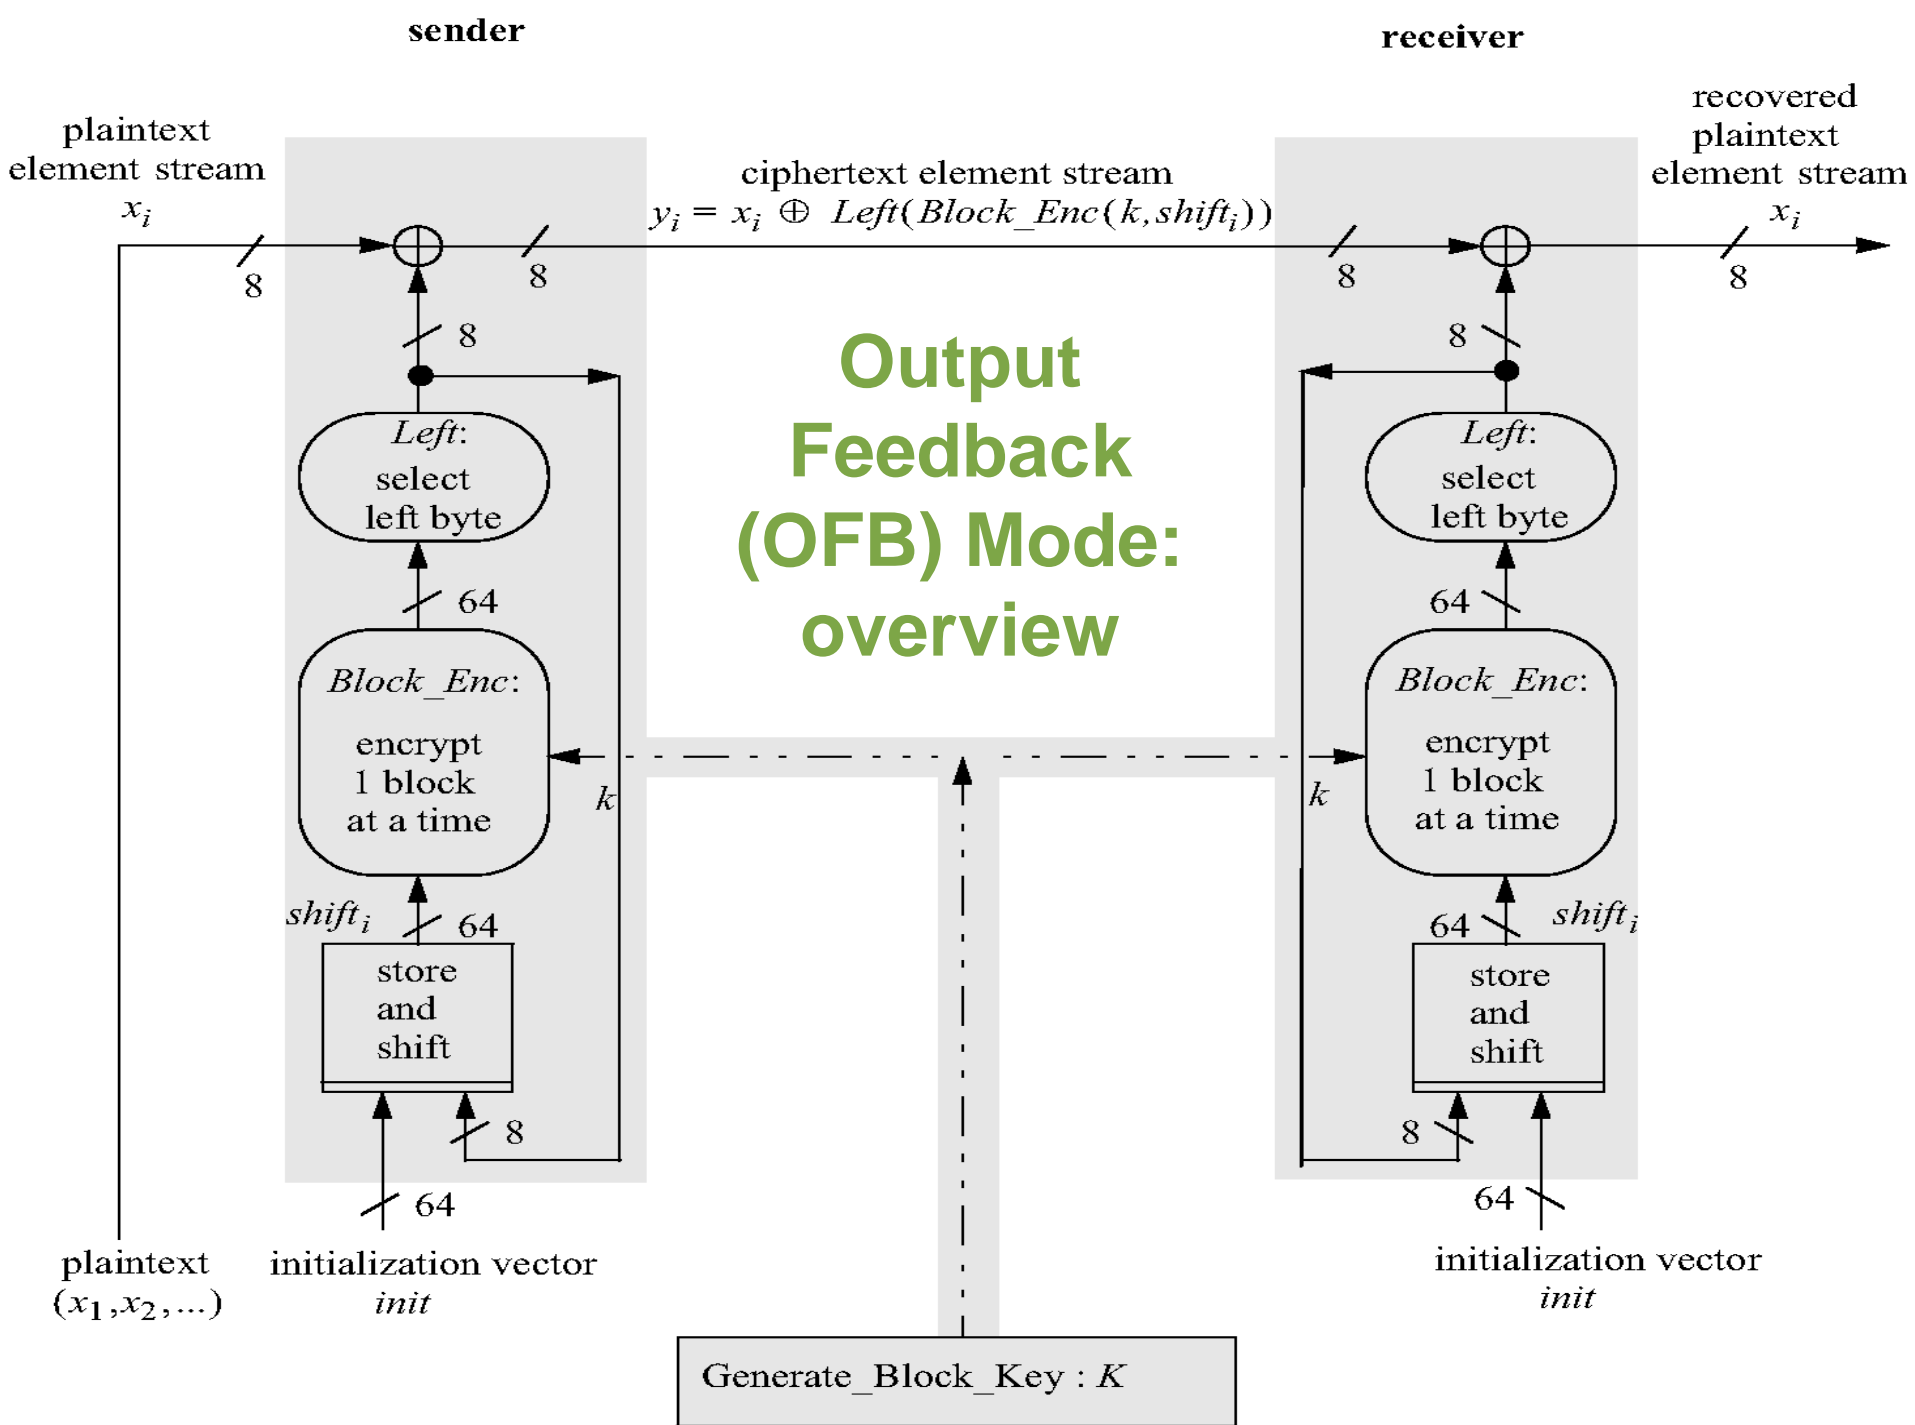 sender
receiver
plaintext
element stream
x_i
ciphertext element stream
y_i = x_i ⊕ Left(Block_Enc(k,shift_i))
recovered
plaintext
element stream
x_i
8
8
8
8
8
8
Output
Feedback
(OFB) Mode:
overview
Left:
select
left byte
Left:
select
left byte
64
64
Block_Enc:
encrypt
1 block
at a time
Block_Enc:
encrypt
1 block
at a time
k
k
shift_i
64
64
shift_i
store
and
shift
store
and
shift
8
8
64
64
plaintext
(x_1,x_2,...)
initialization vector
init
initialization vector
init
Generate_Block_Key : K